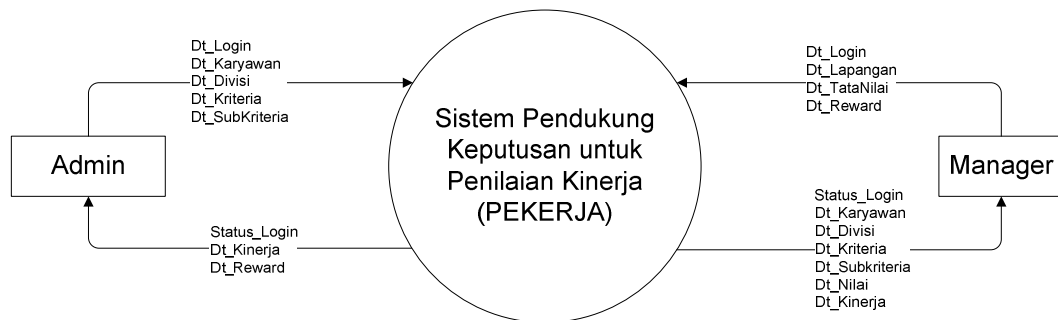 Dt_Login
Dt_Karyawan
Dt_Divisi
Dt_Kriteria
Dt_SubKriteria
Admin
Status_Login
Dt_Kinerja
Dt_Reward
Sistem Pendukung
Keputusan untuk
Penilaian Kinerja
(PEKERJA)
Dt_Login
Dt_Lapangan
Dt_TataNilai
Dt_Reward
Manager
Status_Login
Dt_Karyawan
Dt_Divisi
Dt_Kriteria
Dt_Subkriteria
Dt_Nilai
Dt_Kinerja